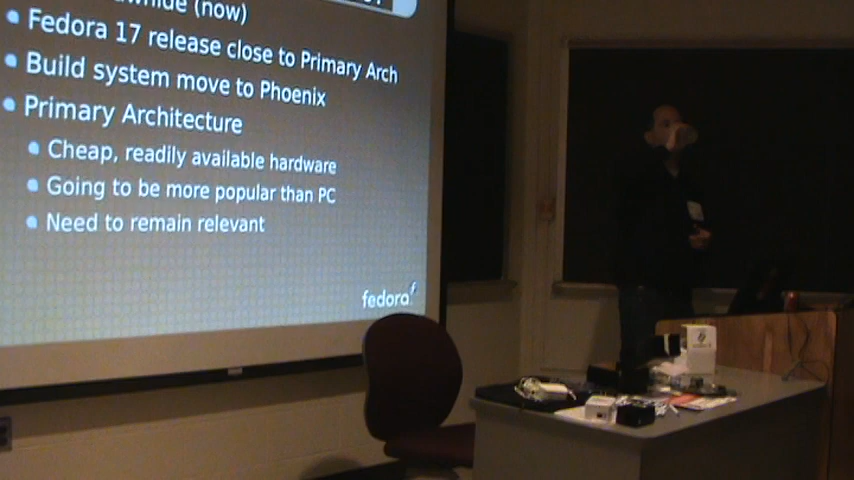 (now)
Fedora 17 release close to Primary Arch
Build system move to Phoenix
Primary Architecture
Cheap, readily available hardware
Going to be more popular than PC
Need to remain relevant
fedora